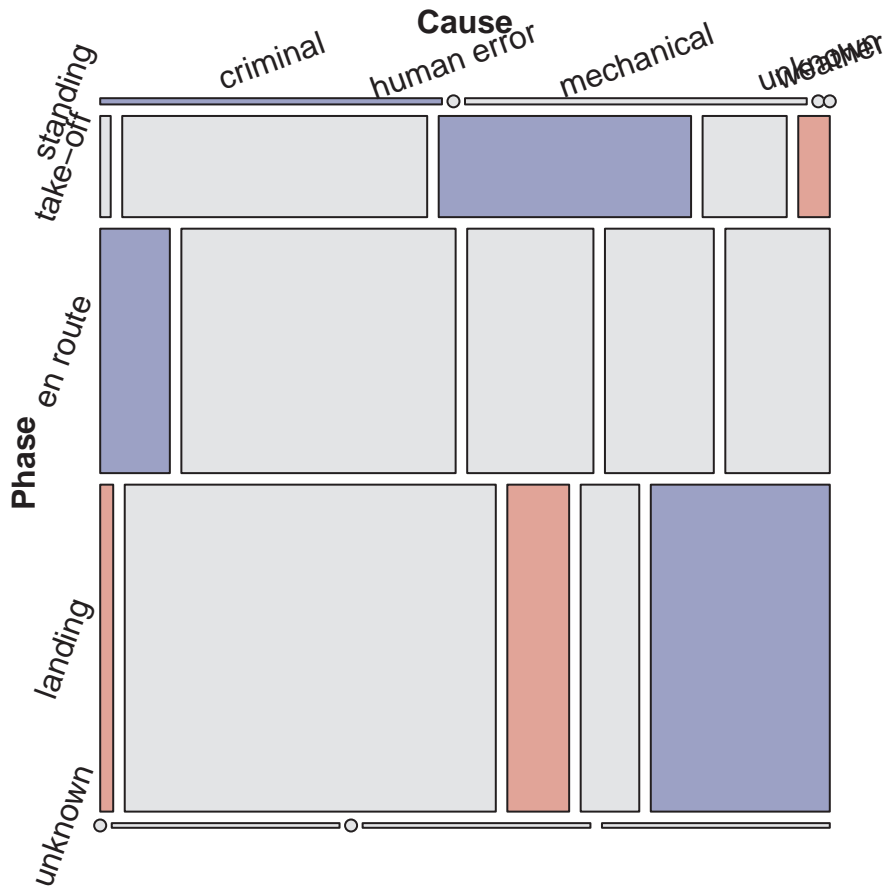 Cause
criminal
human error
mechanical
unknown
weather
Phase
standing
take−off
en route
landing
unknown